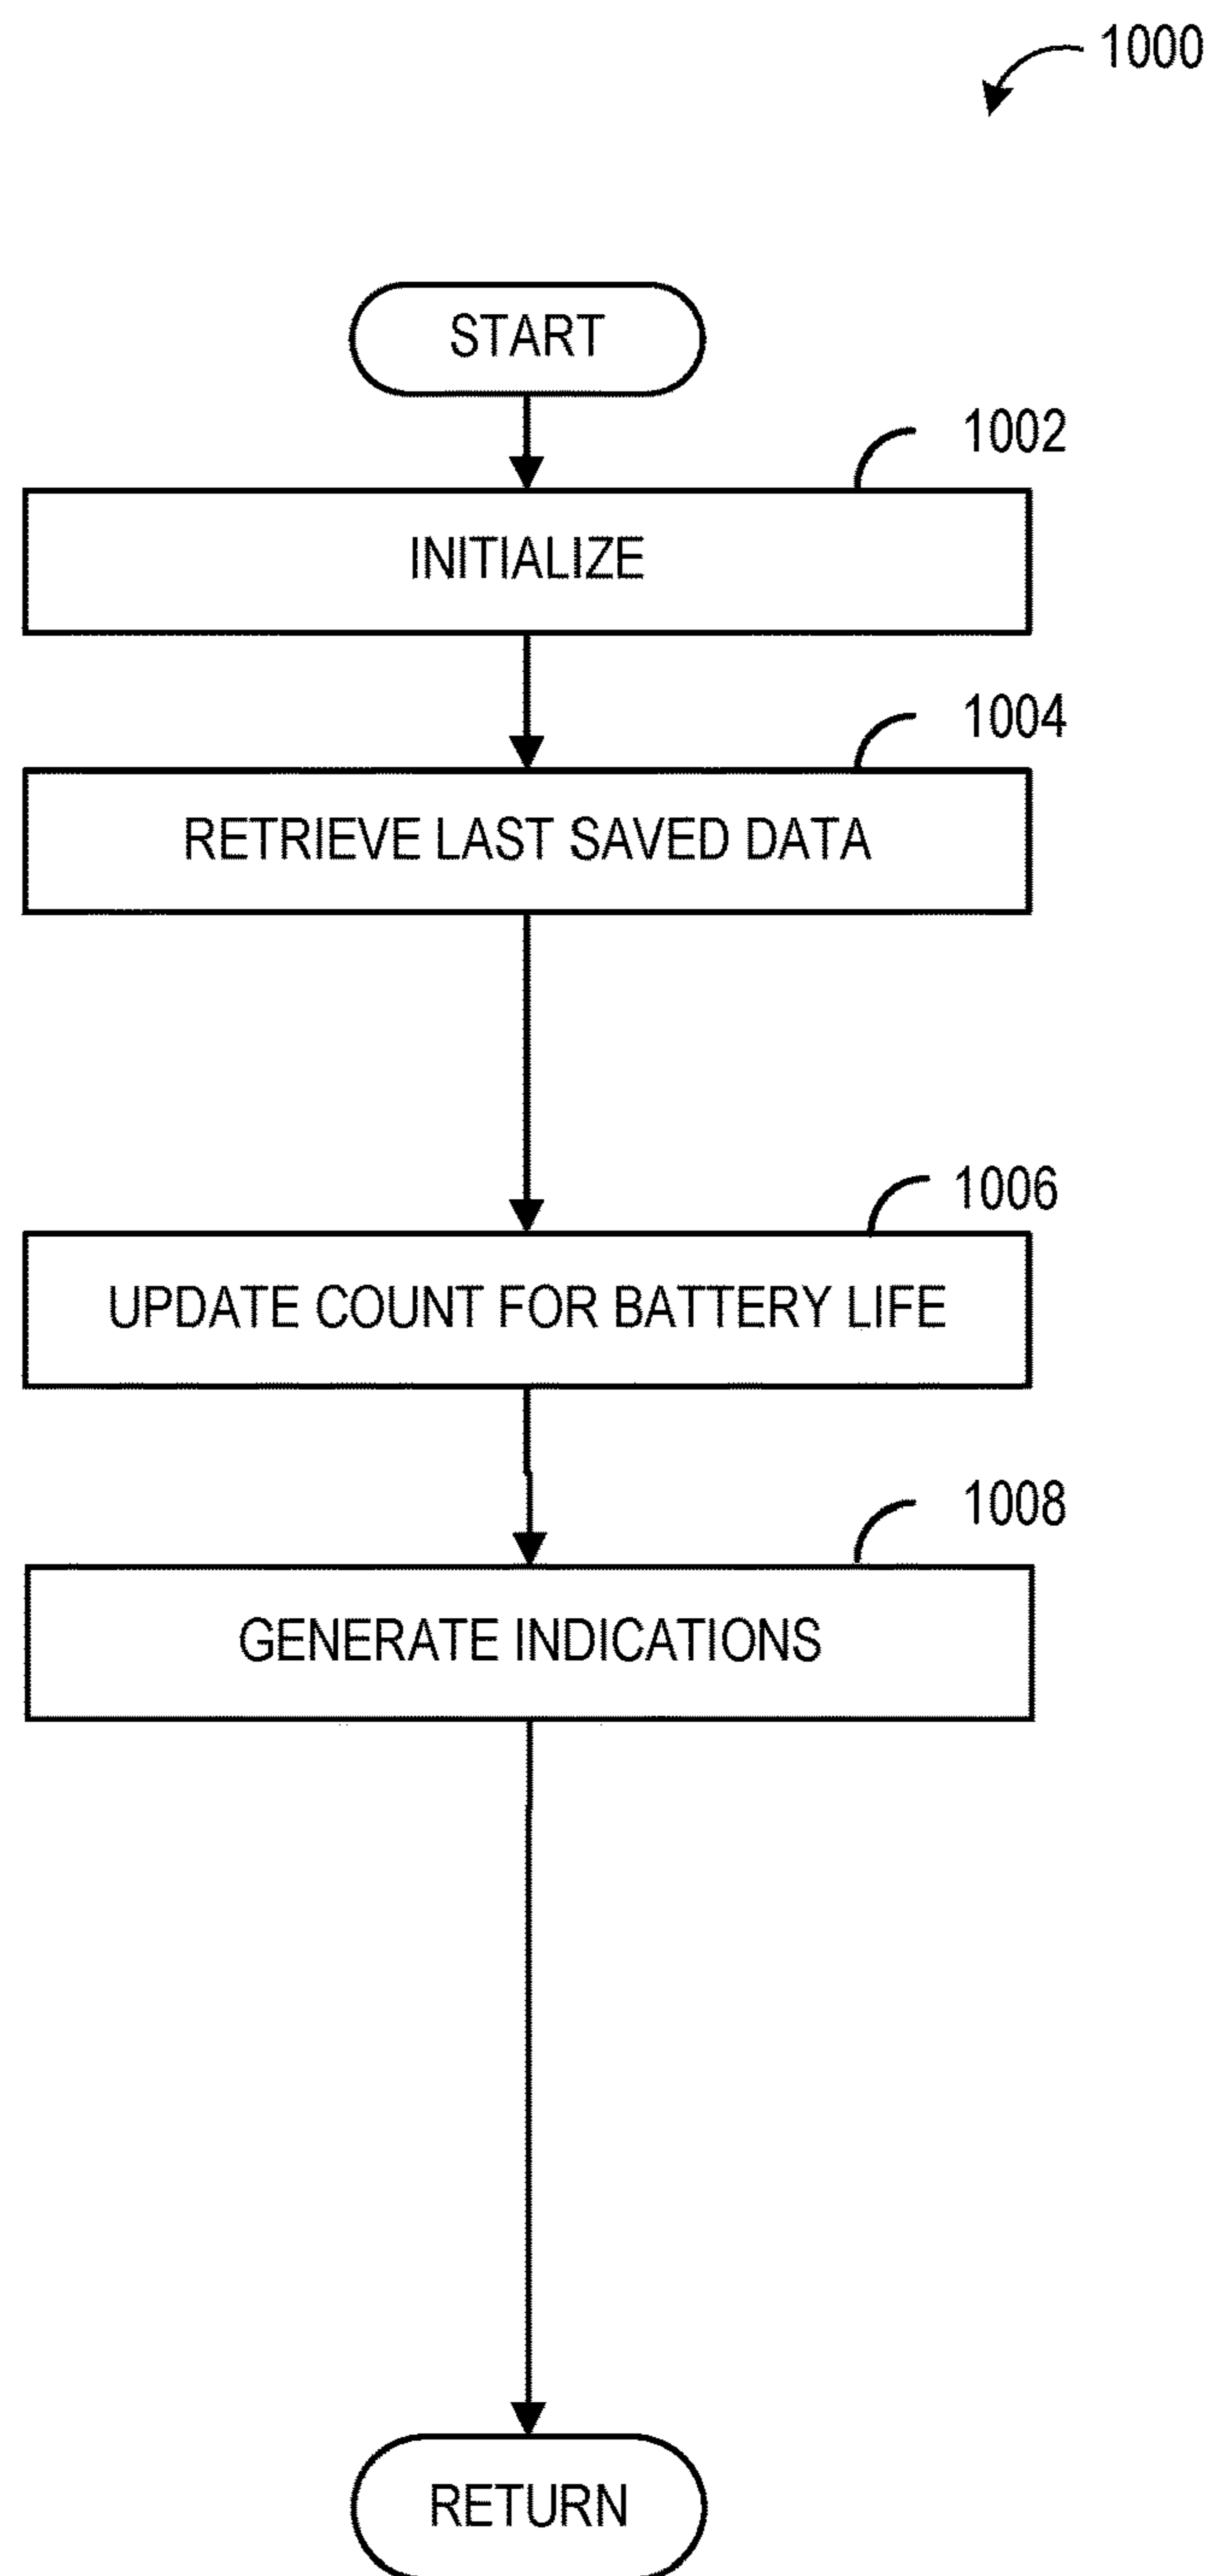 1000
START
1002
INITIALIZE
1004
RETRIEVE LAST SAVED DATA
1006
UPDATE COUNT FOR BATTERY LIFE
1008
GENERATE INDICATIONS
RETURN